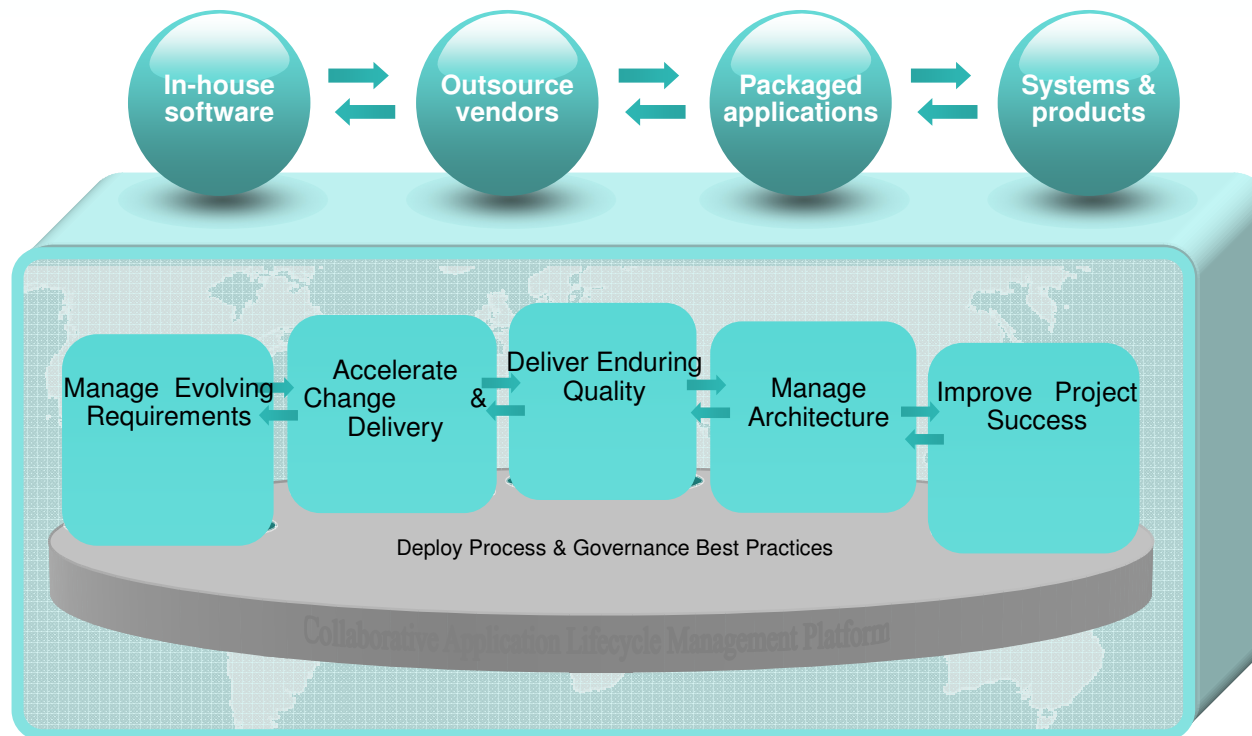 In-house
software
Outsource
vendors
Packaged
applications
Systems &
products
Manage Evolving
Requirements
Accelerate
Change &
Delivery
Deliver Enduring
Quality
Manage
Architecture
Improve Project
Success
Deploy Process & Governance Best Practices
Collaborative Application Lifecycle Management Platform